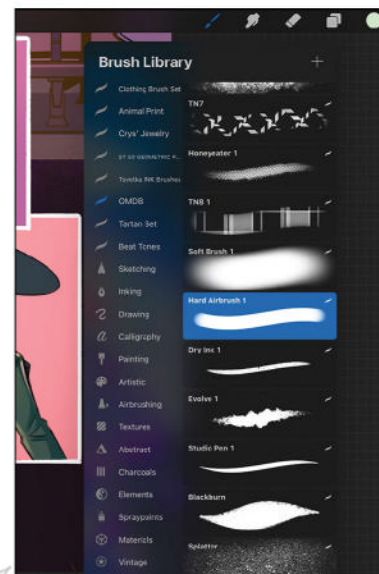 Brush Library
Clothing Brush Set
Animal Print
Crys' Jewelry
Tavelka INK Brushes
OMDB
Tartan Set
Beat Tones
Sketching
Inking
Drawing
Calligraphy
Painting
Artistic
Airbrushing
Textures
Abstract
Charcoals
Elements
Spraypaints
Materials
Vintage
TN7
Honeyeater 1
TN8 1
Soft Brush 1
Hard Airbrush 1
Dry Ink 1
Evolve 1
Studio Pen 1
Blackburn
Splatter